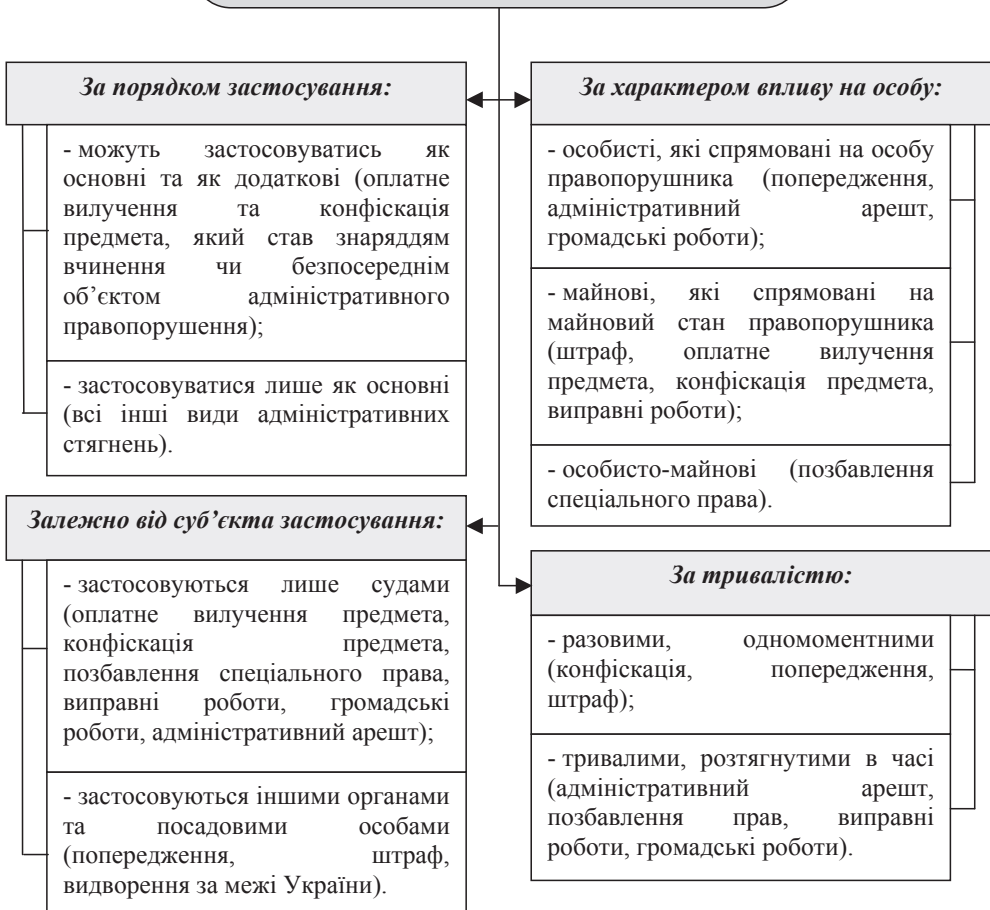 За порядком застосування:
- можуть застосовуватись як
основні та як додаткові (оплатне
вилучення та конфіскація
предмета, який став знаряддям
вчинення чи безпосереднім
об’єктом адміністративного
правопорушення);
- застосовуватися лише як основні
(всі інші види адміністративних
стягнень).
Залежно від суб’єкта застосування:
- застосовуються лише судами
(оплатне вилучення предмета,
конфіскація предмета,
позбавлення спеціального права,
виправні роботи, громадські
роботи, адміністративний арешт);
- застосовуються іншими органами
та посадовими особами
(попередження, штраф,
видворення за межі України).
За характером впливу на особу:
- особисті, які спрямовані на особу
правопорушника (попередження,
адміністративний арешт,
громадські роботи);
- майнові, які спрямовані на
майновий стан правопорушника
(штраф, оплатне вилучення
предмета, конфіскація предмета,
виправні роботи);
- особисто-майнові (позбавлення
спеціального права).
За тривалістю:
- разовими, одномоментними
(конфіскація, попередження,
штраф);
- тривалими, розтягнутими в часі
(адміністративний арешт,
позбавлення прав, виправні
роботи, громадські роботи).